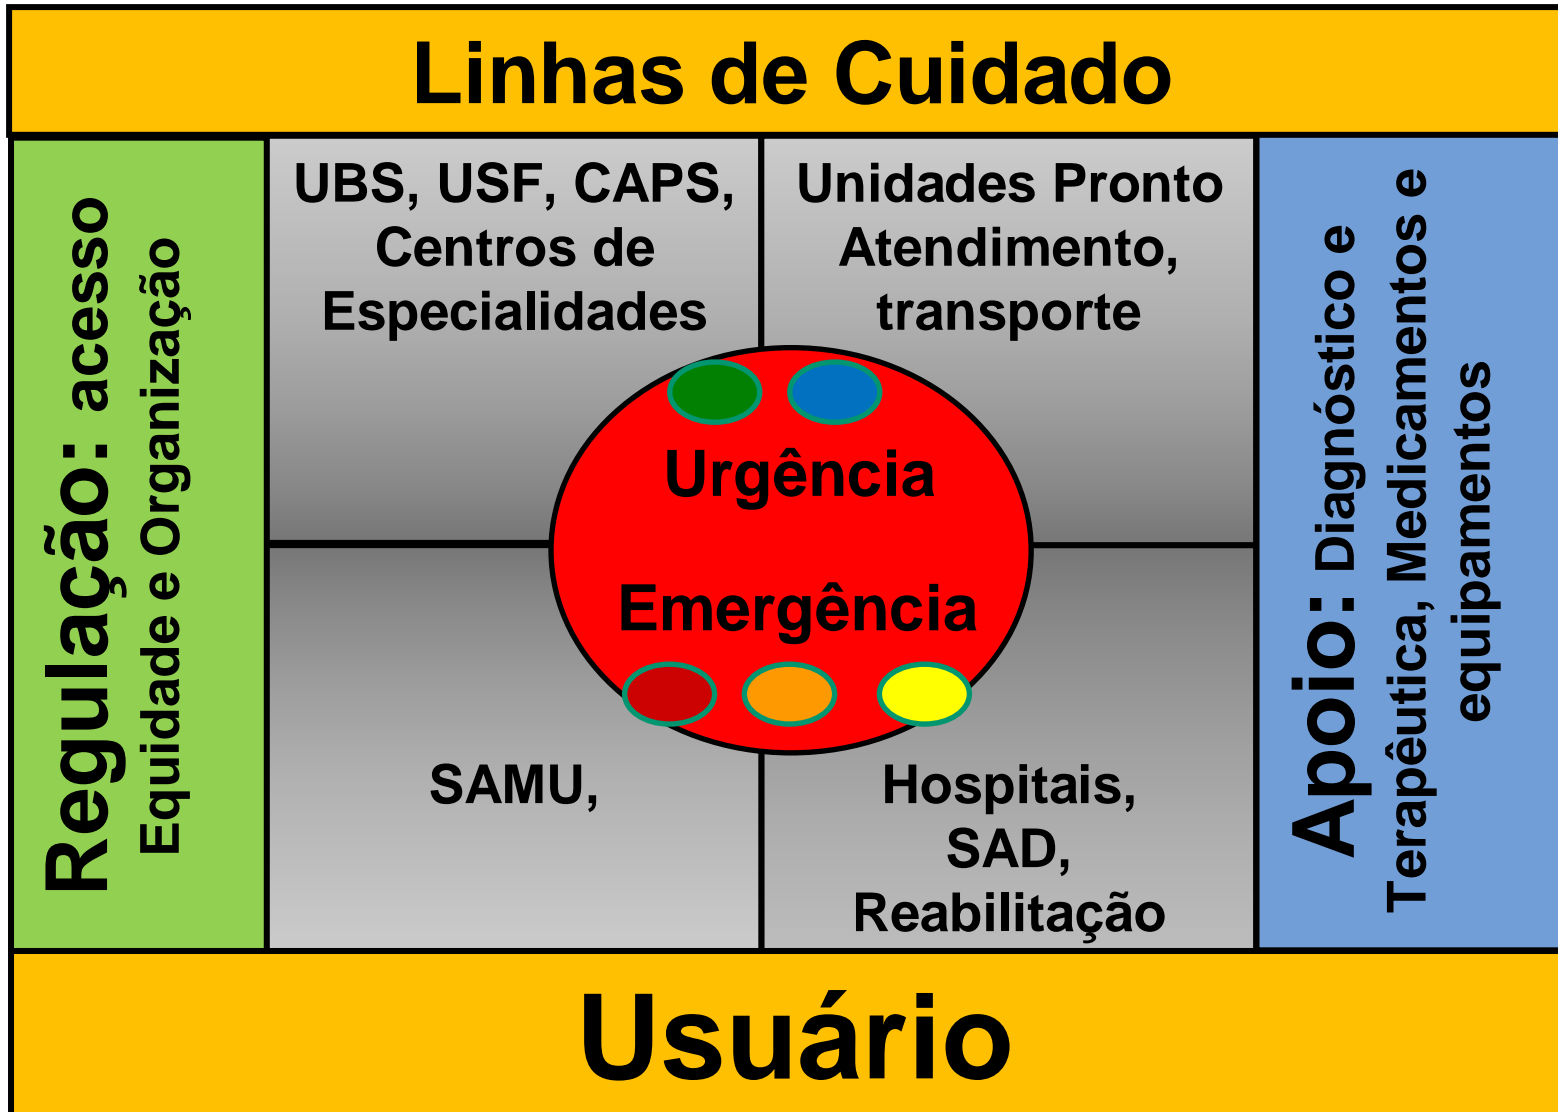 Linhas de Cuidado
Regulação: acesso
Equidade e Organização
UBS, USF, CAPS,
Centros de
Especialidades
Unidades Pronto
Atendimento,
transporte
Urgência
Emergência
SAMU,
Hospitais,
SAD,
Reabilitação
Apoio: Diagnóstico e
Terapêutica, Medicamentos e
equipamentos
Usuário